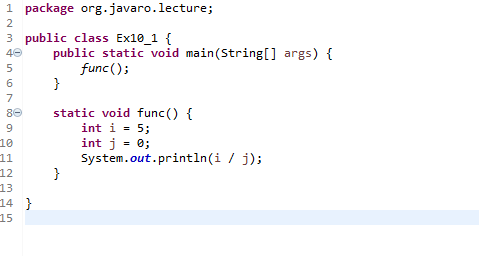 1 package org.javaro.lecture;
2
3 public class Ex10_1 {
4 public static void main(String[] args) {
5 func();
6 }
7
8 static void func() {
9 int i = 5;
10 int j = 0;
11 System.out.println(i / j);
12 }
13
14 }
15